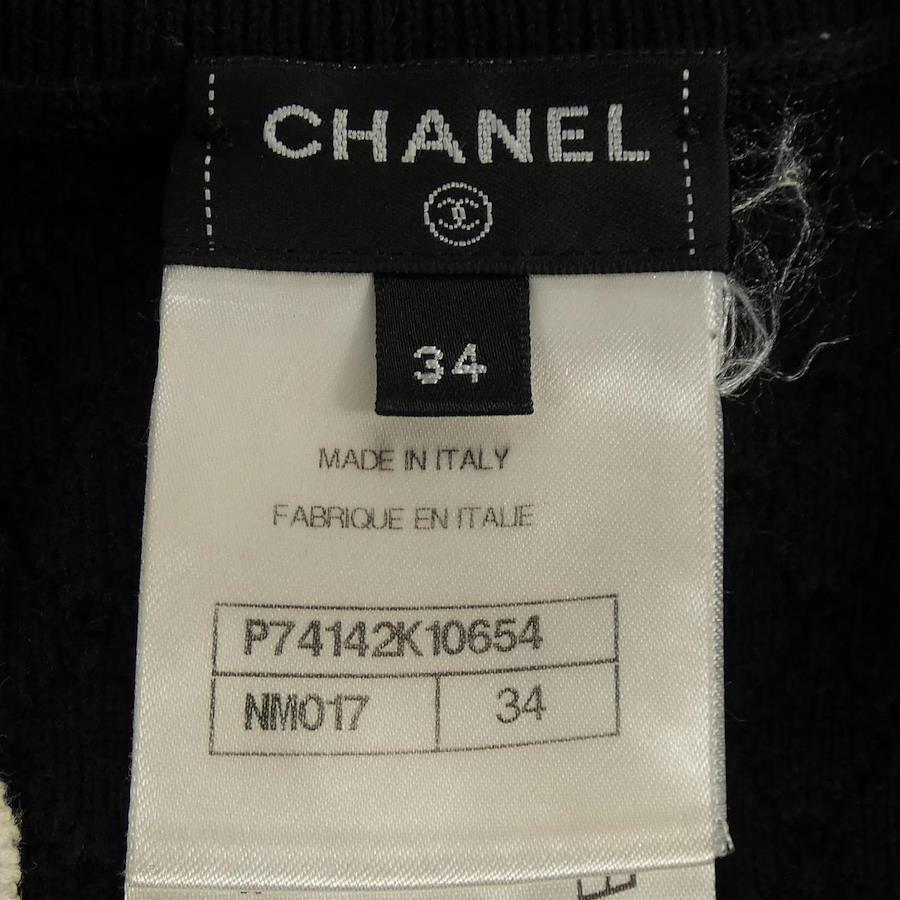 CHANEL
34
MADE IN ITALY
FABRIQUE EN ITALIE
P74142K10654
NM017 34